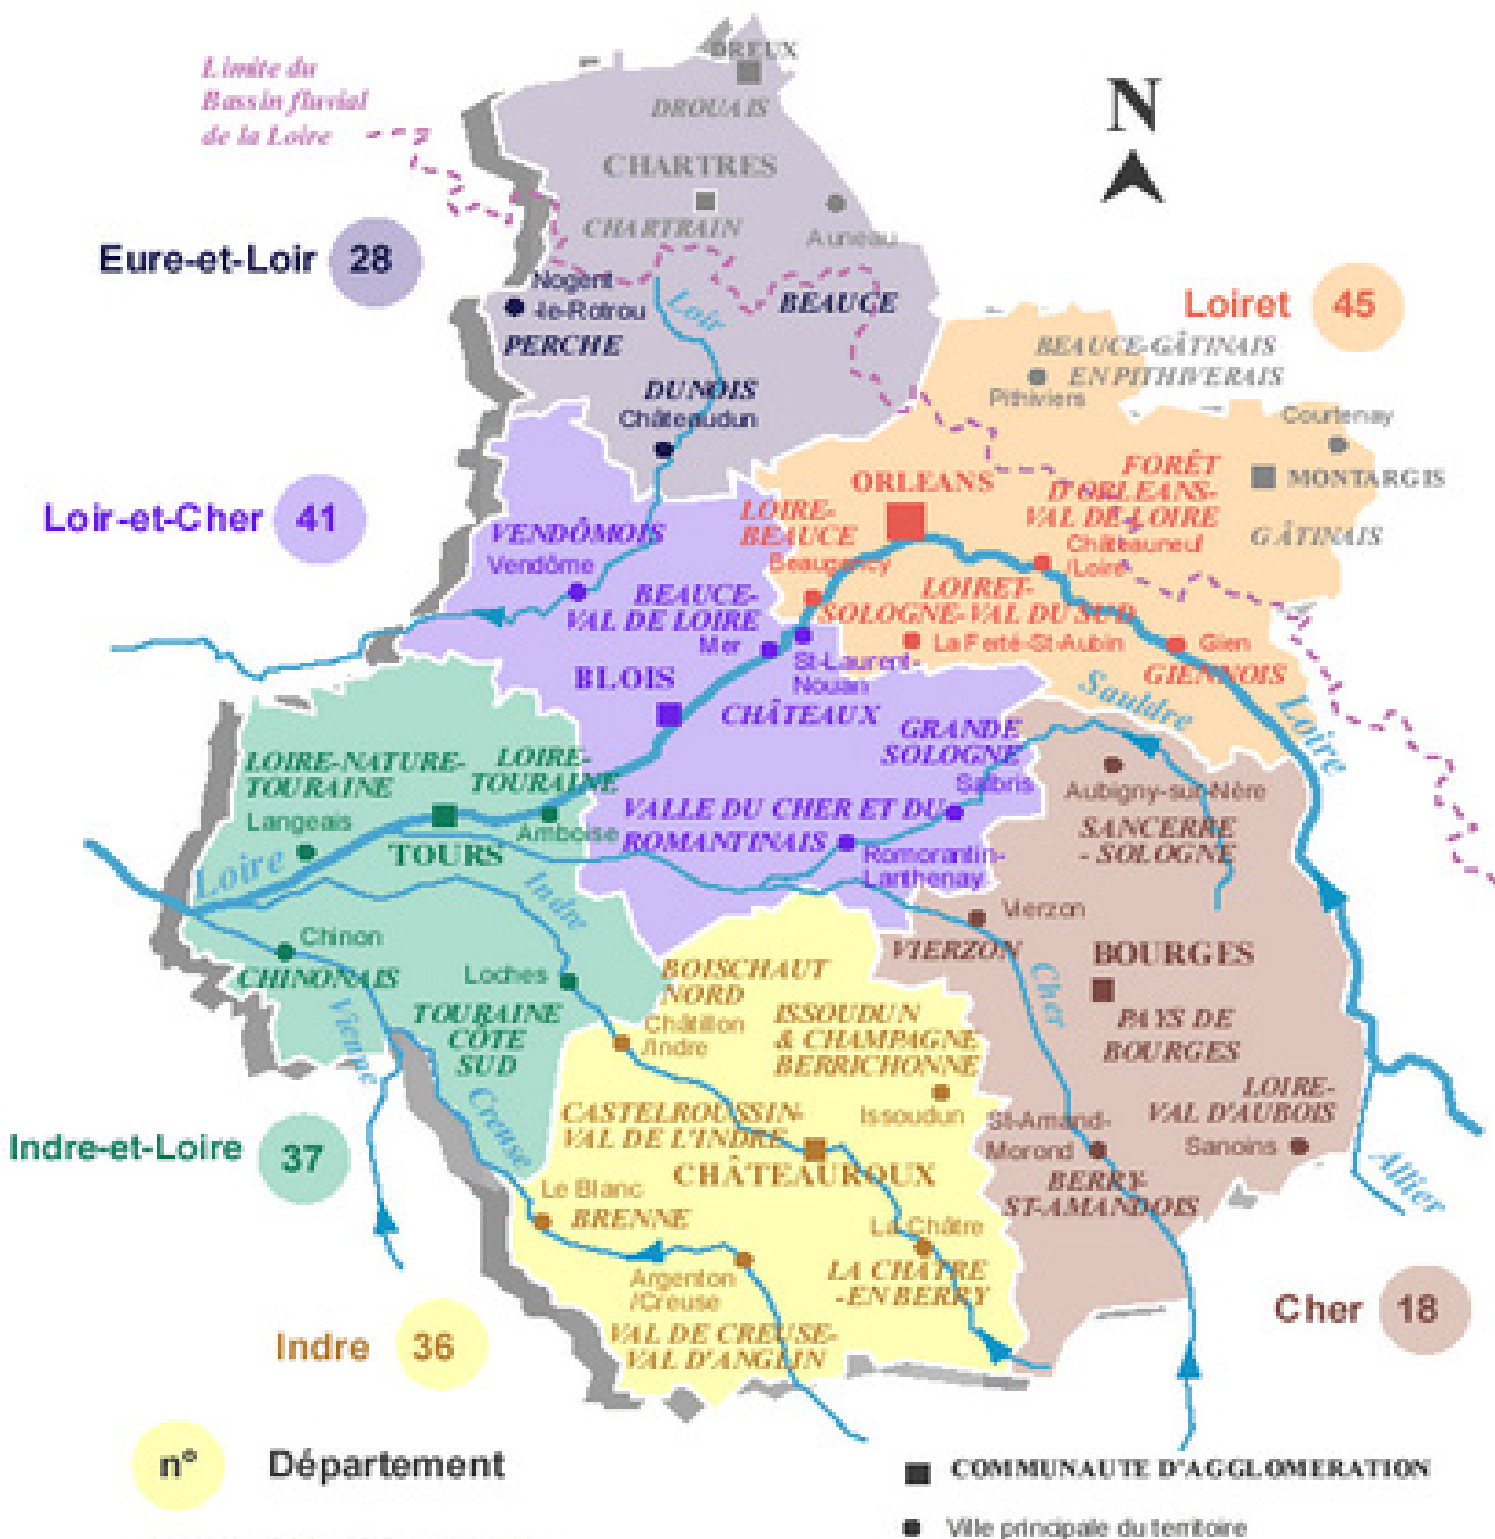 DREUX
Limite du
Bassin fluvial
de la Loire
DROUAIS
N
CHARTRES
CHARTRAIN
Auneau
Eure-et-Loir 28
Nogent
-le-Rotrou
PERCHE
Loir
BEAUCE
Loiret 45
BEAUCE-GÂTINAIS
EN PITHIVERAIS
Pithiviers
DUNOIS
Châteaudun
Courtenay
MONTARGIS
GÂTINAIS
ORLEANS
FORÊT
D'ORLEANS-
VAL DE LOIRE
Châteauneuf
/Loire
Loir-et-Cher 41
VENDÔMOIS
Vendôme
LOIRE-
BEAUCE
Beaugency
BEAUCE-
VAL DE LOIRE
Mer
LOIRET-
SOLOGNE-VAL DU SUD
La Ferté-St-Aubin
Gien
GIENNOIS
St-Laurent-
Nouan
BLOIS
CHÂTEAUX
Sauldre
Loire
GRANDE
SOLOGNE
Salbris
LOIRE-NATURE-
TOURAINE
Langeais
LOIRE-
TOURAINE
Amboise
TOURS
VALLE DU CHER ET DU
ROMANTINAIS
Romorantin-
Lanthenay
Aubigny-sur-Nère
SANCERRE
- SOLOGNE
Loire
Indre
Vierzon
VIERZON
BOURGES
Chinon
CHINONAIS
Loches
Vienne
TOURAINE
CÔTE
SUD
BOISCHAUT
NORD
Châtillon
/Indre
ISSOUDUN
& CHAMPAGNE
BERRICHONNE
Issoudun
Cher
PAYS DE
BOURGES
LOIRE-
VAL D'AUBOIS
Sanoins
Creuse
CASTELROUSSIN-
VAL DE L'INDRE
CHÂTEAUROUX
St-Amand-
Morond
BERRY-
ST-AMANDOIS
Allier
Indre-et-Loire 37
Le Blanc
BRENNE
La Châtre
LA CHATRE
-EN BERRY
Argenton
/Creuse
VAL DE CREUSE-
VAL D'ANGLIN
Indre 36
Cher 18
n° Département
COMMUNAUTE D'AGGLOMERATION
Ville principale du territoire